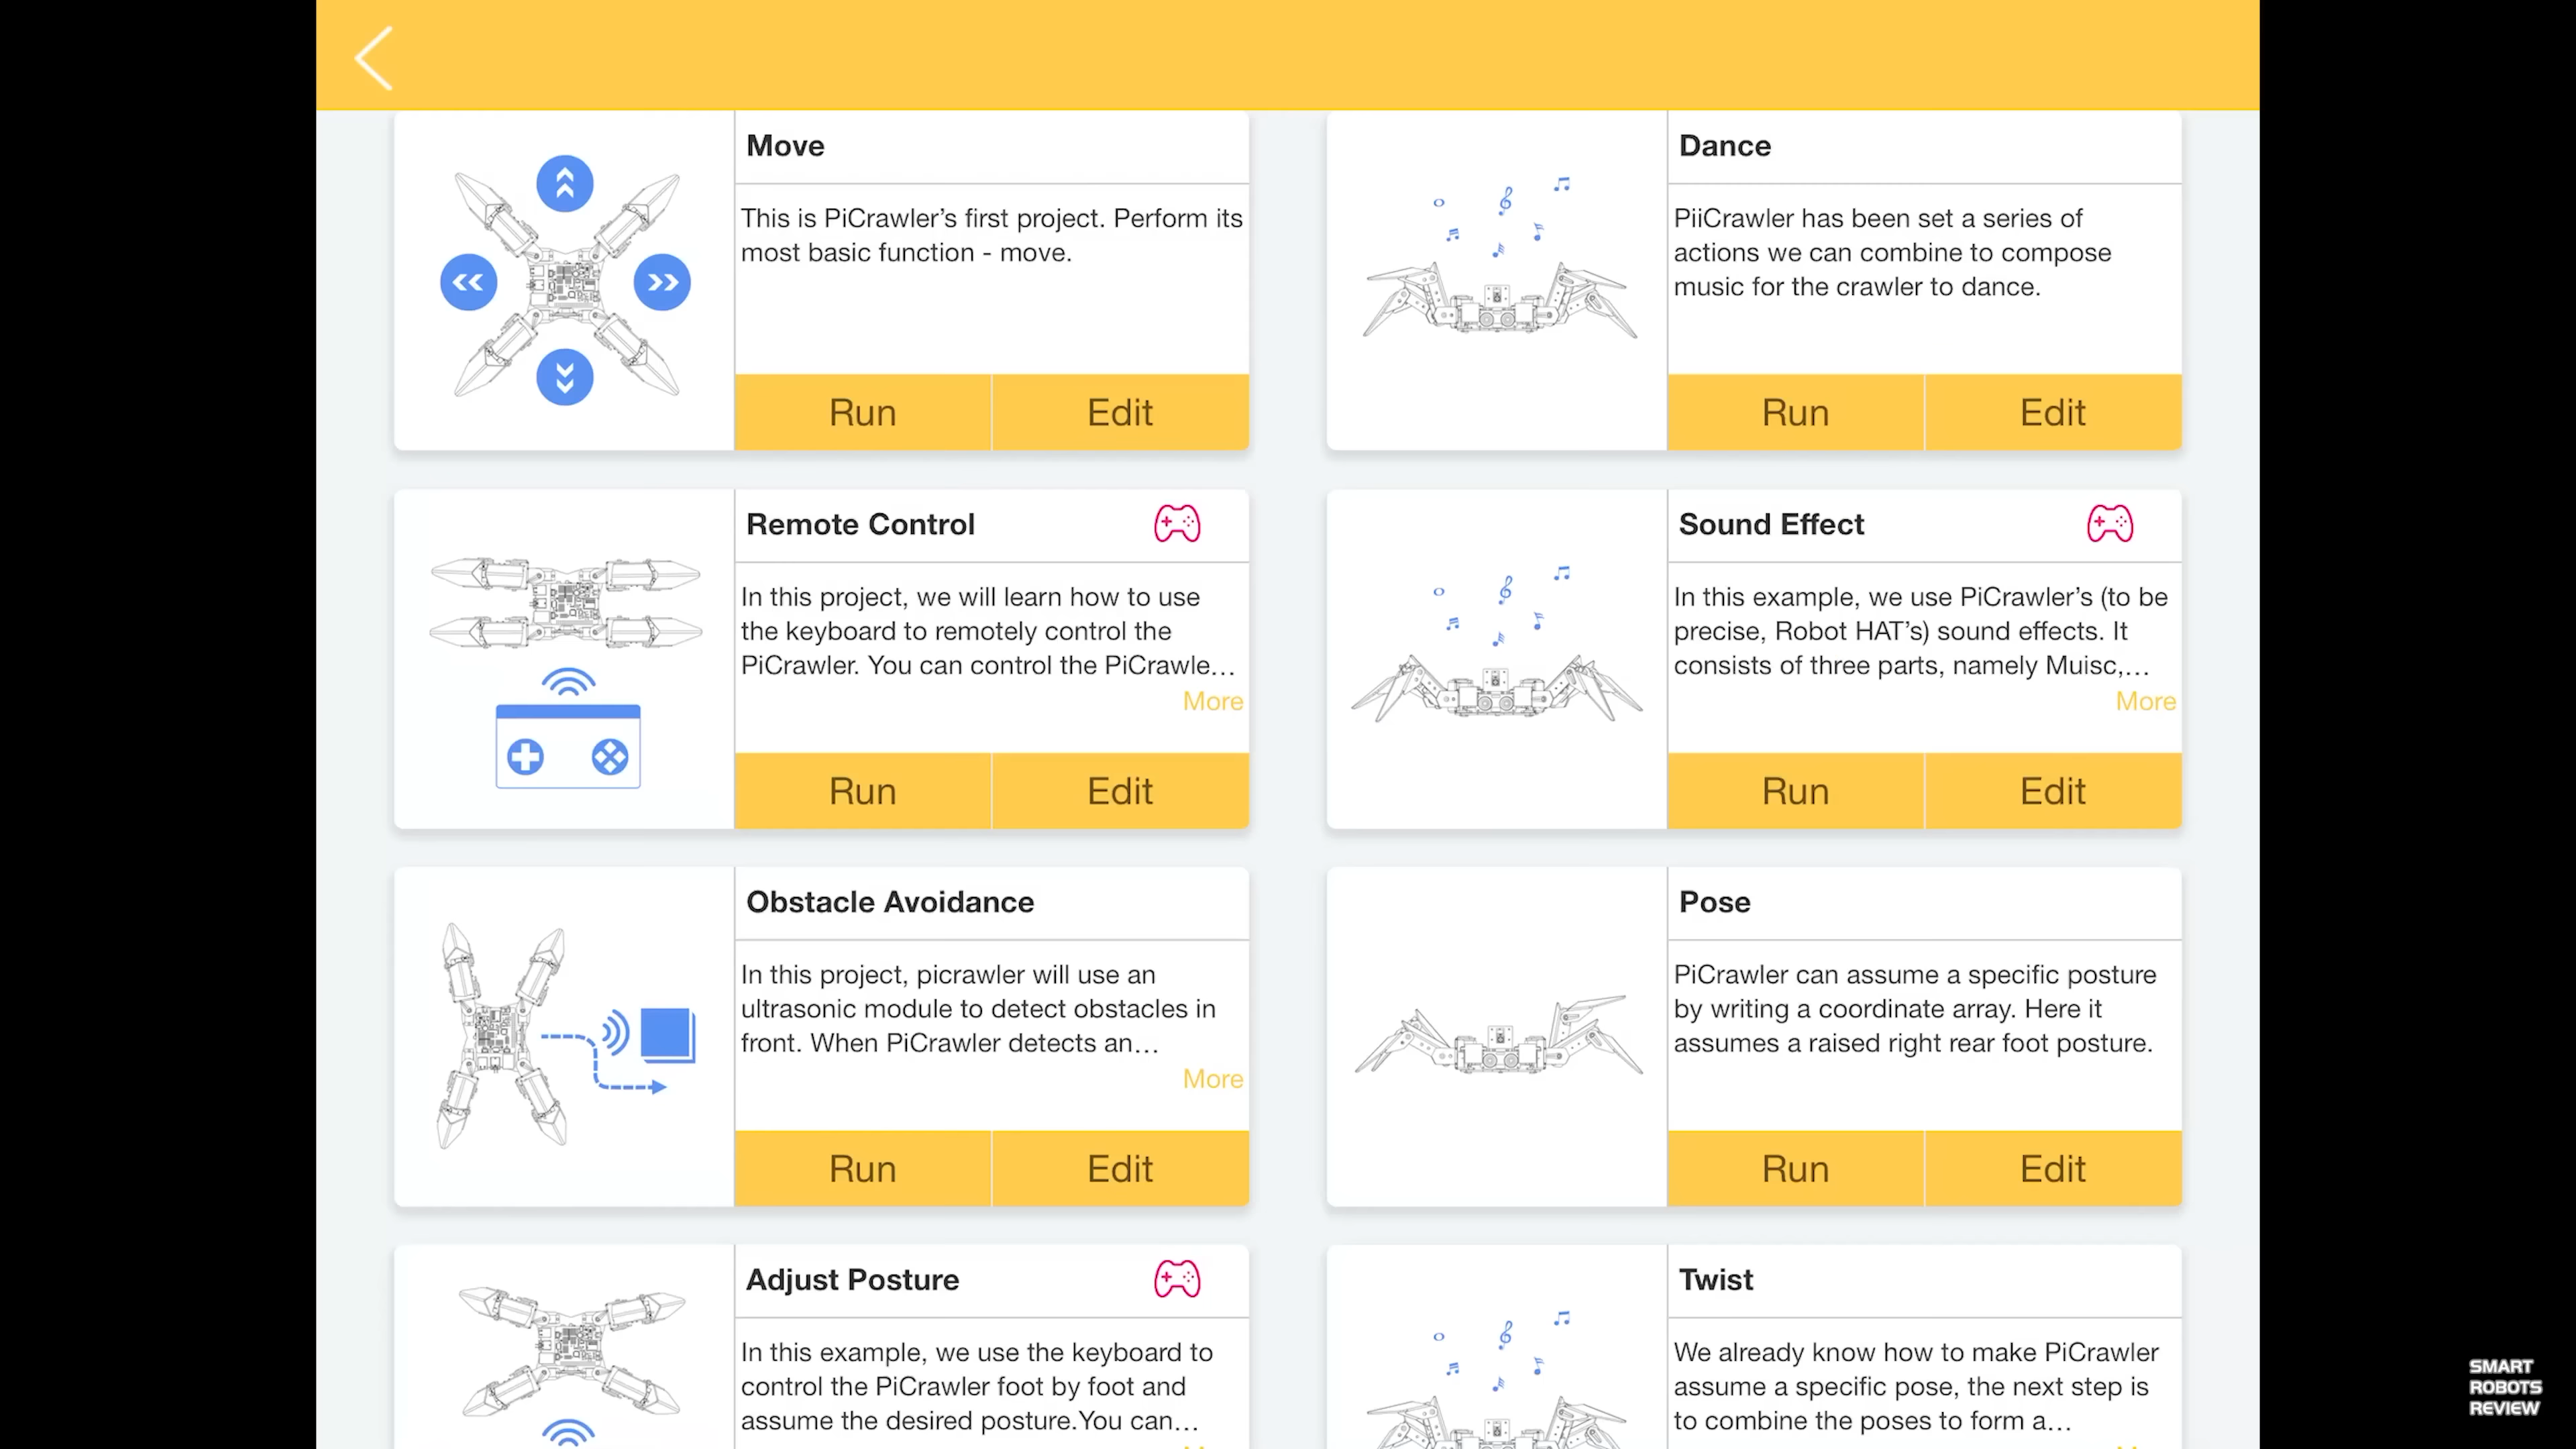 Move
This is PiCrawler's first project. Perform its
most basic function - move.
Run
Edit
Dance
PiiCrawler has been set a series of
actions we can combine to compose
music for the crawler to dance.
Run
Edit
Remote Control
In this project, we will learn how to use
the keyboard to remotely control the
PiCrawler. You can control the PiCrawle...
More
Run
Edit
Sound Effect
In this example, we use PiCrawler's (to be
precise, Robot HAT's) sound effects. It
consists of three parts, namely Muisc,...
More
Run
Edit
Obstacle Avoidance
In this project, picrawler will use an
ultrasonic module to detect obstacles in
front. When PiCrawler detects an...
More
Run
Edit
Pose
PiCrawler can assume a specific posture
by writing a coordinate array. Here it
assumes a raised right rear foot posture.
Run
Edit
Adjust Posture
In this example, we use the keyboard to
control the PiCrawler foot by foot and
assume the desired posture.You can...
Twist
We already know how to make PiCrawler
assume a specific pose, the next step is
to combine the poses to form a...
SMART
ROBOTS
REVIEW